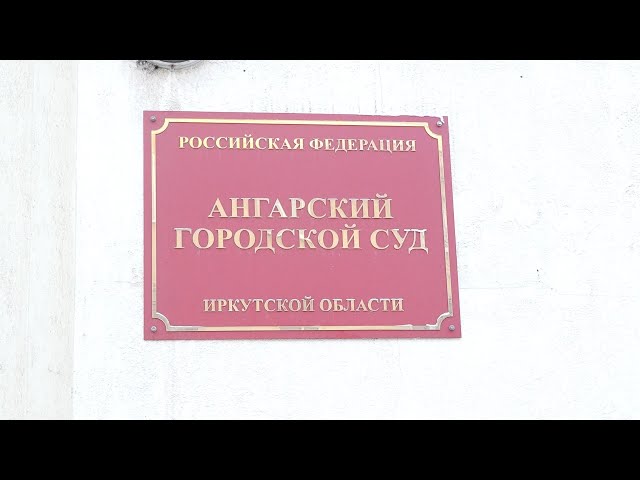 РОССИЙСКАЯ ФЕДЕРАЦИЯ
АНГАРСКИЙ
ГОРОДСКОЙ СУД
ИРКУТСКОЙ ОБЛАСТИ